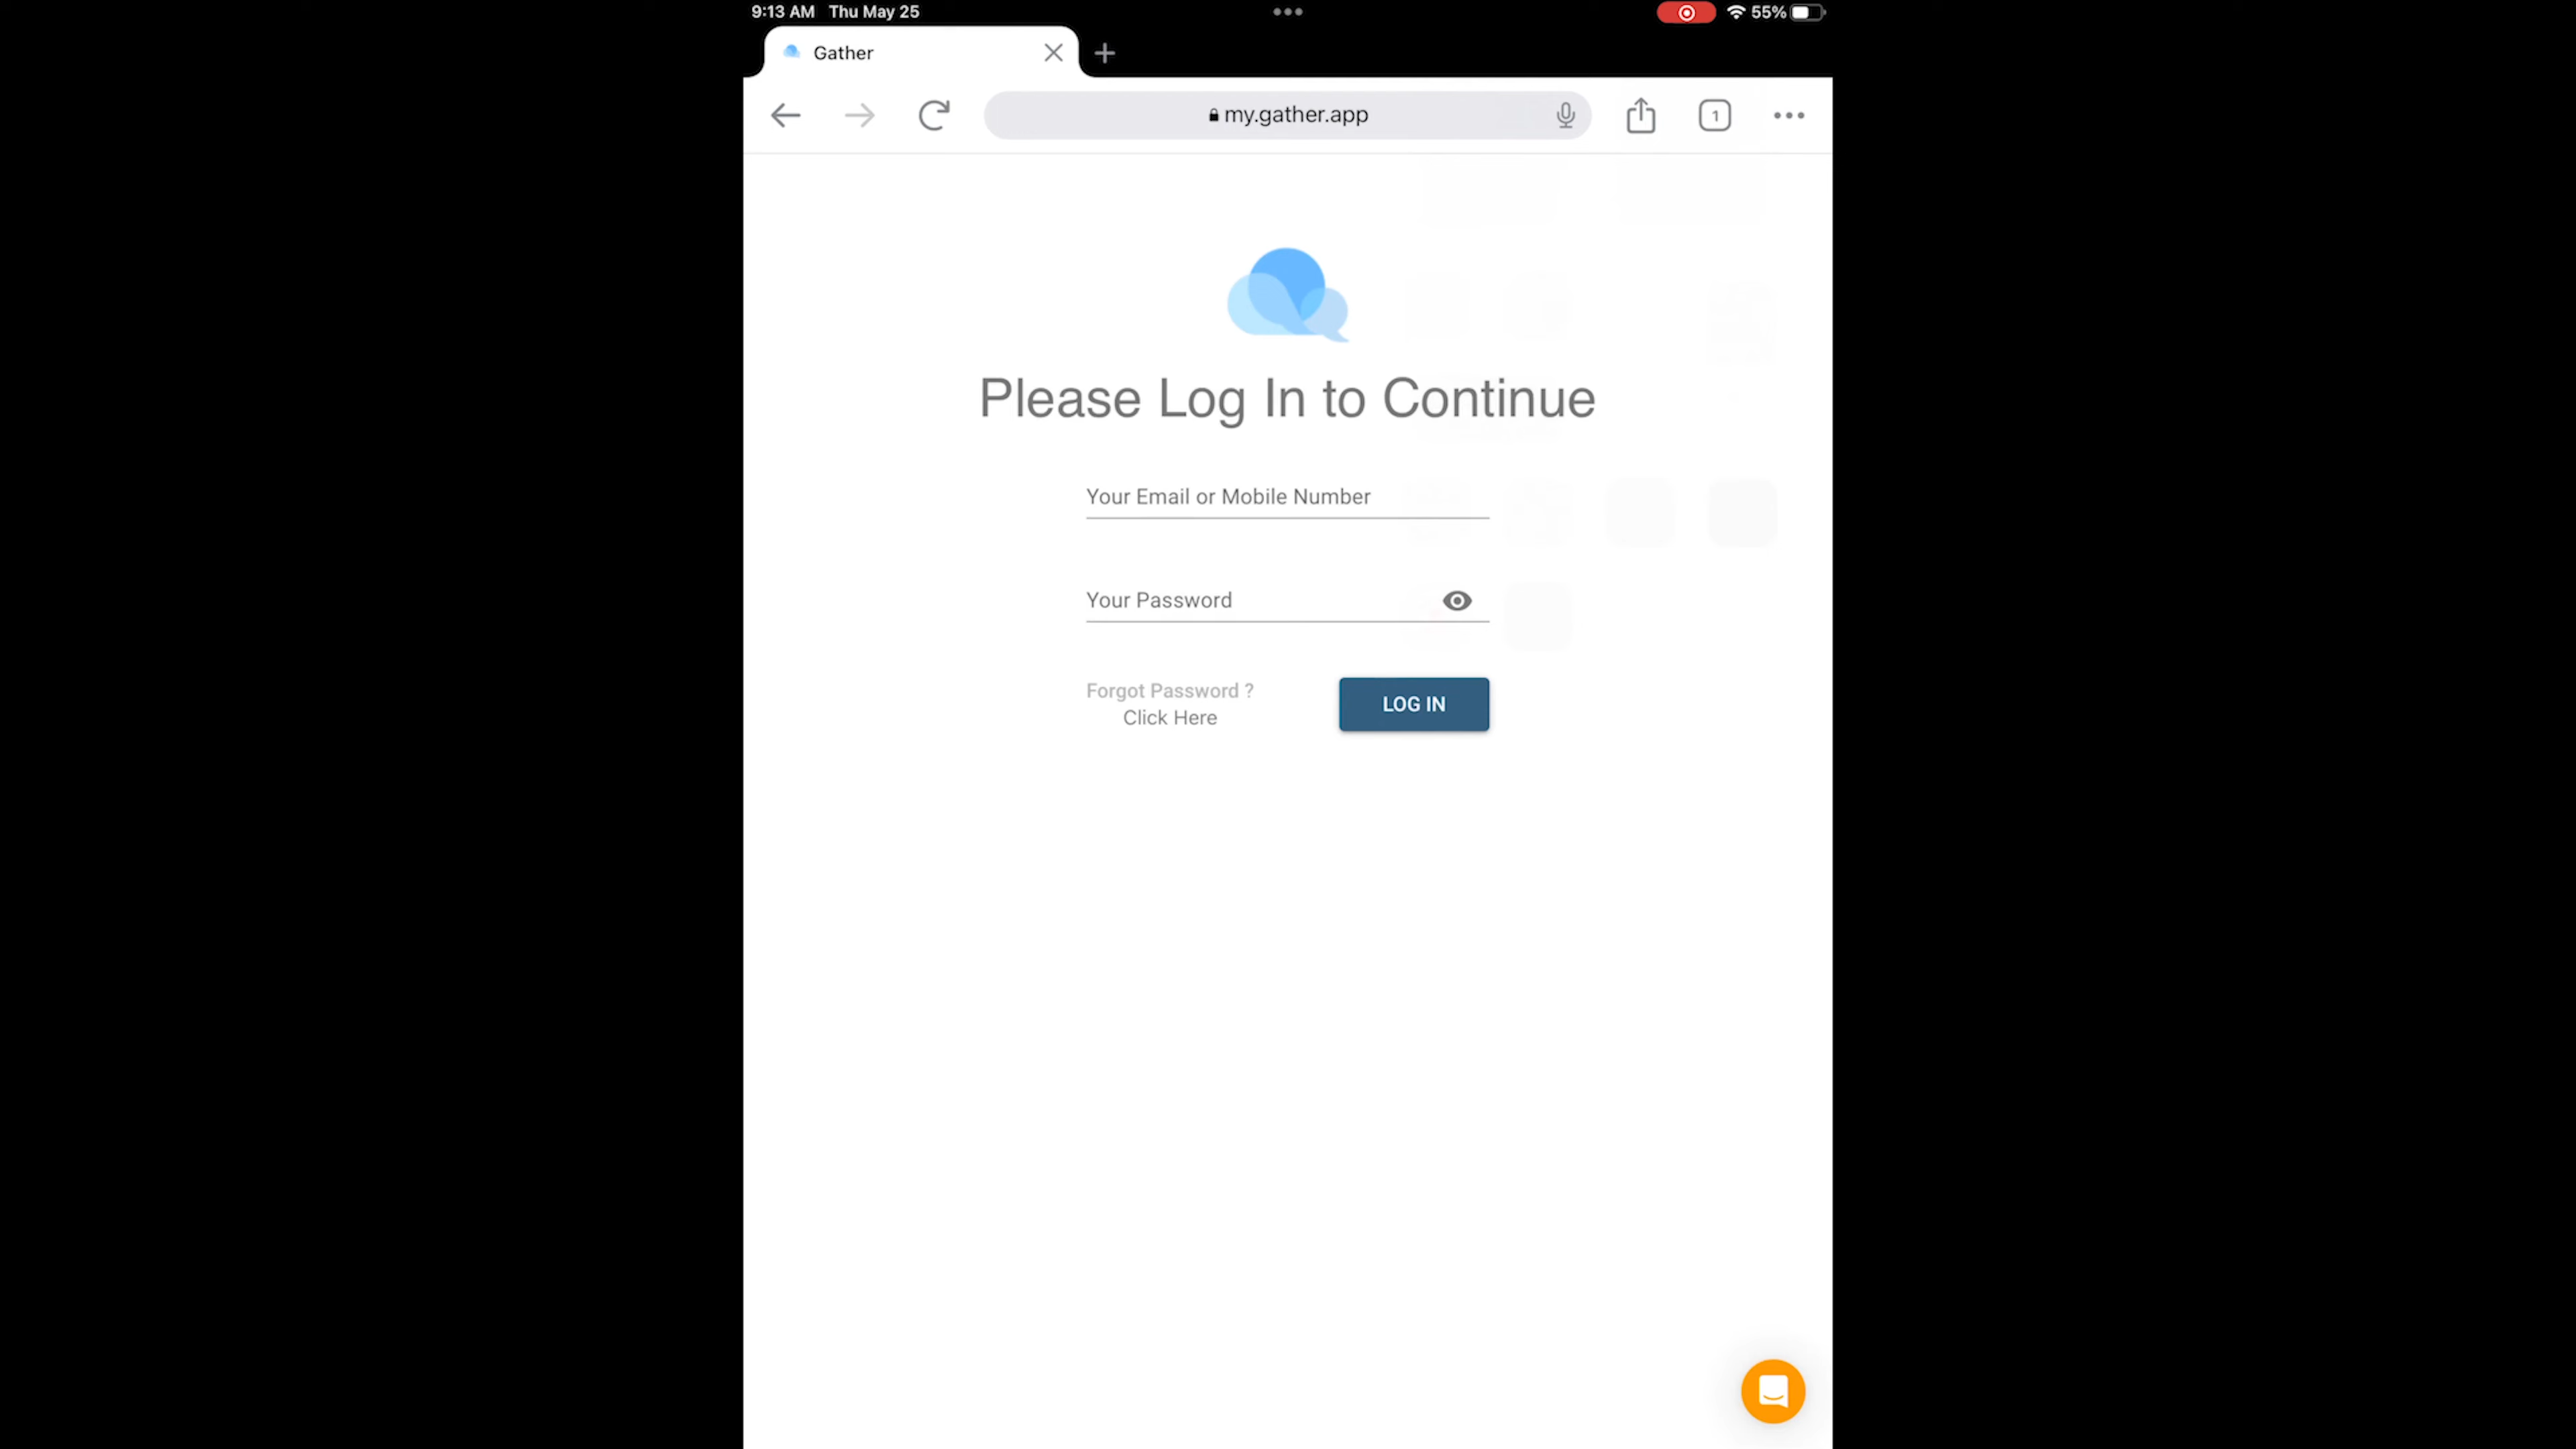 9:13 AM Thu May 25
55%
Gather
my.gather.app
1
Please Log In to Continue
Your Email or Mobile Number
Your Password
Forgot Password ?
Click Here
LOG IN